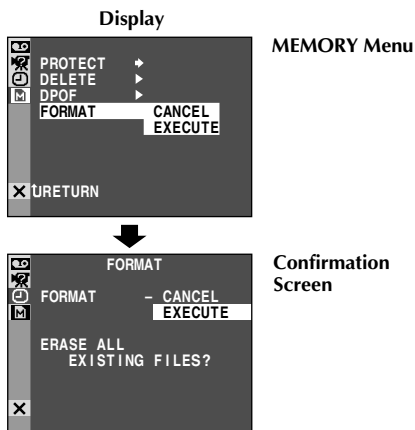 Display
MEMORY Menu
PROTECT
DELETE
DPOF
FORMAT CANCEL
EXECUTE
RETURN
FORMAT
Confirmation
Screen
FORMAT – CANCEL
EXECUTE
ERASE ALL
EXISTING FILES?